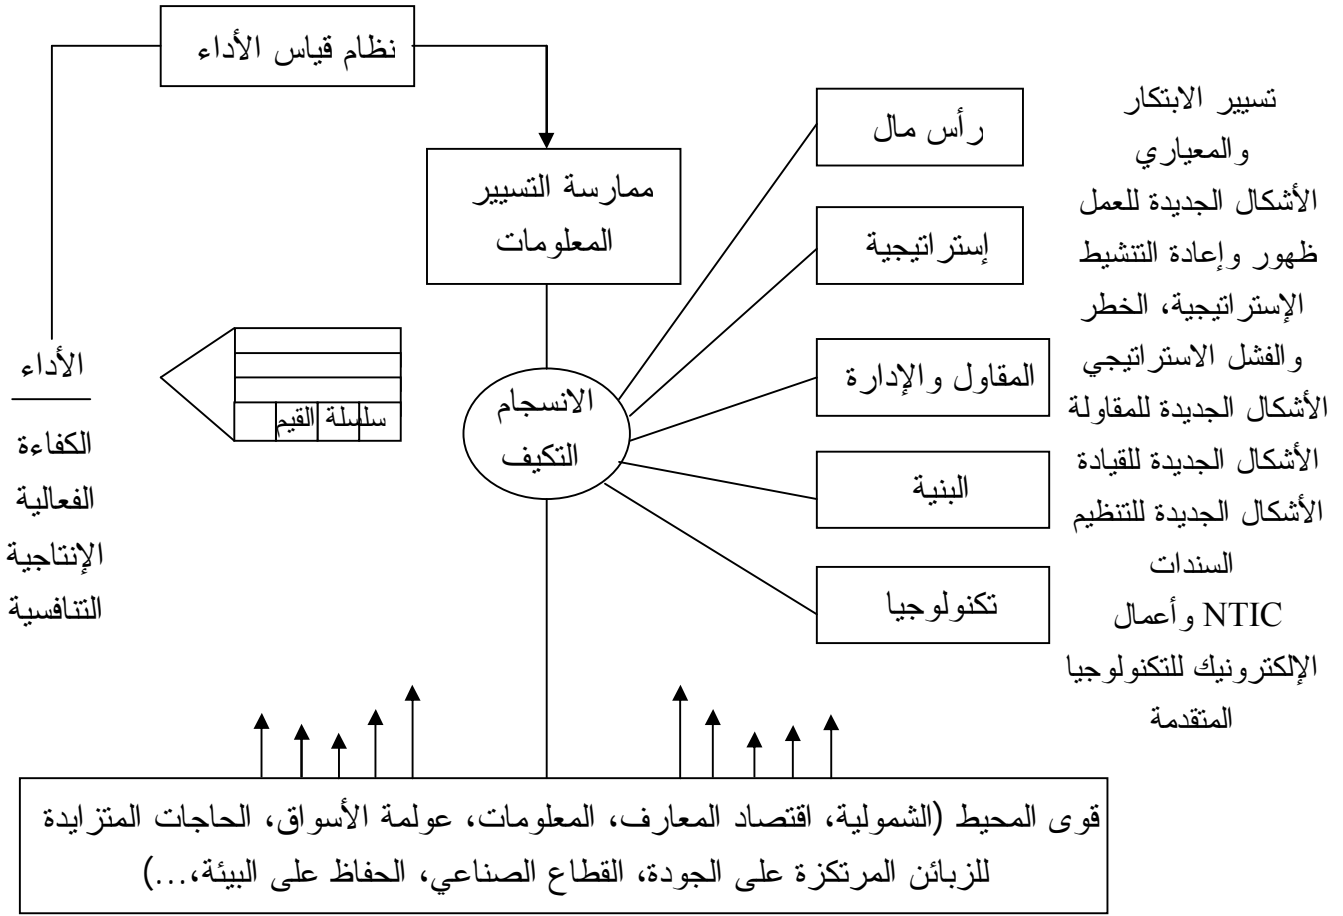 نظام قياس الأداء
ممارسة التسيير
المعلومات
رأس مال
إستراتيجية
المقاول والإدارة
البنية
تكنولوجيا
تسيير الابتكار
والمعياري
الأشكال الجديدة للعمل
ظهور وإعادة التنشيط
الإستراتيجية، الخطر
والفشل الاستراتيجي
الأشكال الجديدة للمقاولة
الأشكال الجديدة للقيادة
الأشكال الجديدة للتنظيم
السندات
NTIC وأعمال
الإلكترونيك للتكنولوجيا
المتقدمة
الانسجام
التكيف
سلسلة القيم
الأداء
الكفاءة
الفعالية
الإنتاجية
التنافسية
قوى المحيط (الشمولية، اقتصاد المعارف، المعلومات، عولمة الأسواق، الحاجات المتزايدة
للزبائن المرتكزة على الجودة، القطاع الصناعي، الحفاظ على البيئة،...)